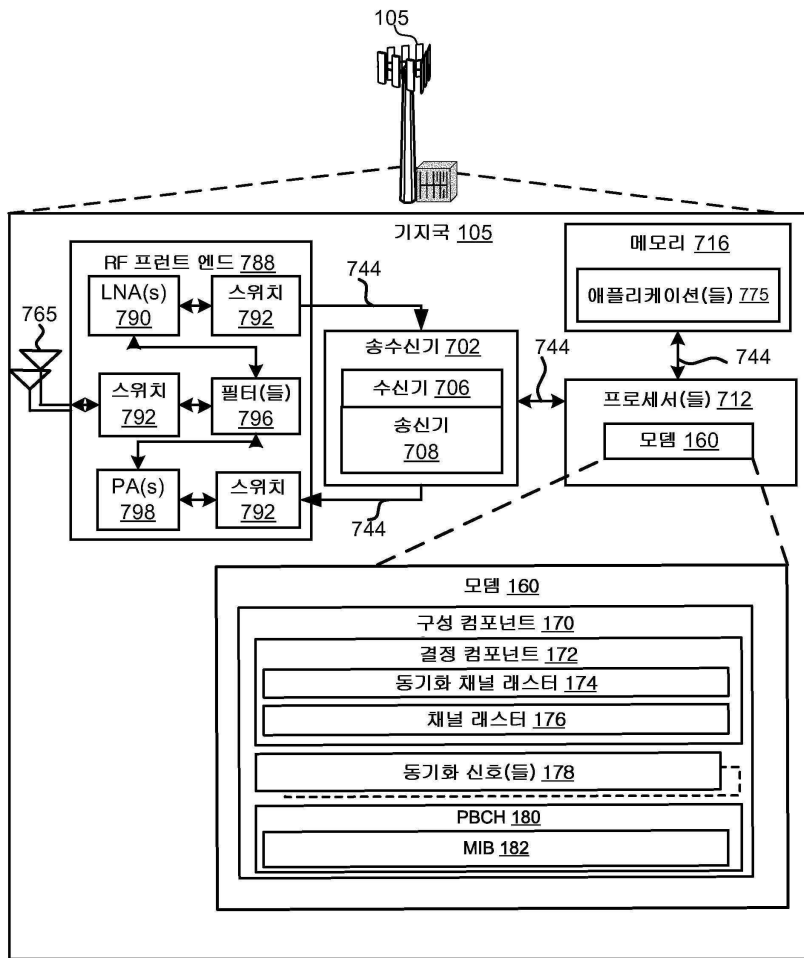 105
기지국 105
RF 프런트 엔드 788
LNA(s)
790
스위치
792
744
765
스위치
792
필터(들)
796
PA(s)
798
스위치
792
744
송수신기 702
수신기 706
송신기
708
744
메모리 716
애플리케이션(들) 775
744
프로세서(들) 712
모뎀 160
모뎀 160
구성 컴포넌트 170
결정 컴포넌트 172
동기화 채널 래스터 174
채널 래스터 176
동기화 신호(들) 178
PBCH 180
MIB 182